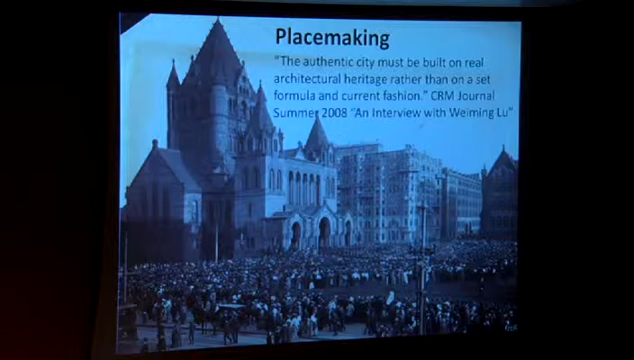 Placemaking
"The authentic city must be built on real
architectural heritage rather than on a set
formula and current fashion." CRM Journal
Summer 2008 "An Interview with Weiming Lu"